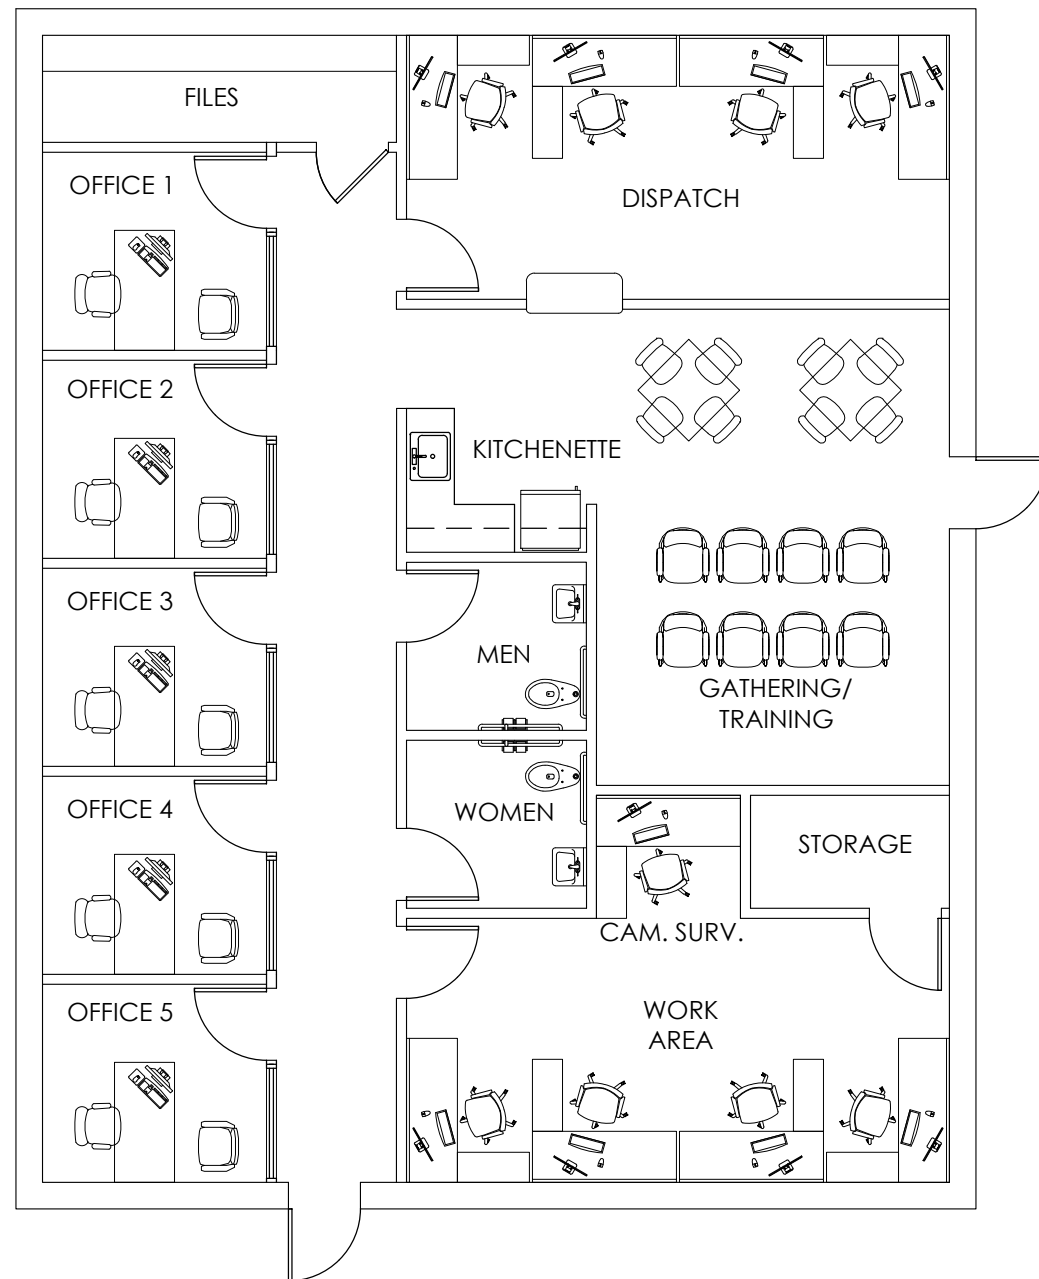 FILES
OFFICE 1
DISPATCH
OFFICE 2
KITCHENETTE
OFFICE 3
MEN
GATHERING/
TRAINING
OFFICE 4
WOMEN
STORAGE
CAM. SURV.
OFFICE 5
WORK
AREA